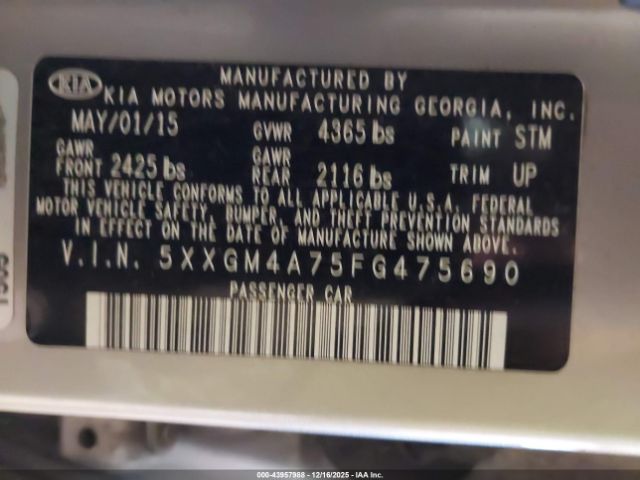 KIA
MANUFACTURED BY
KIA MOTORS MANUFACTURING GEORGIA, INC.
MAY/01/15 GVWR 4365 lbs PAINT STM
GAWR FRONT 2425 lbs GAWR REAR 2116 lbs TRIM UP
THIS VEHICLE CONFORMS TO ALL APPLICABLE U.S.A. FEDERAL
MOTOR VEHICLE SAFETY, BUMPER, AND THEFT PREVENTION STANDARDS
IN EFFECT ON THE DATE OF MANUFACTURE SHOWN ABOVE.
V.I.N. 5XXGM4A75FG475690
PASSENGER CAR
000-43957988 - 12/16/2025 - IAA Inc.